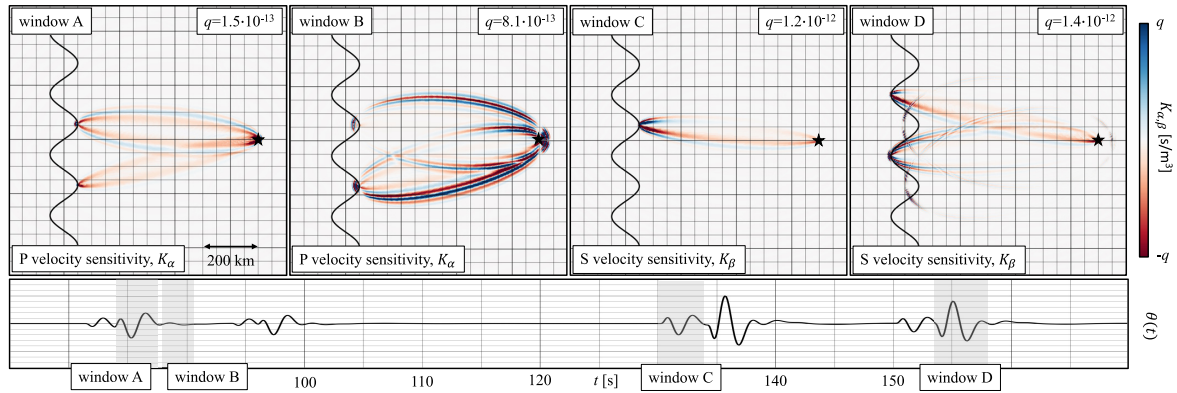 window A
q=1.5·10⁻¹³
P velocity sensitivity, Kα
200 km
window B
q=8.1·10⁻¹³
P velocity sensitivity, Kα
window C
q=1.2·10⁻¹²
S velocity sensitivity, Kβ
window D
q=1.4·10⁻¹²
S velocity sensitivity, Kβ
q
Kα,β [s/m³]
-q
θ(t)
window A
window B
100
110
120
t [s]
window C
140
150
window D